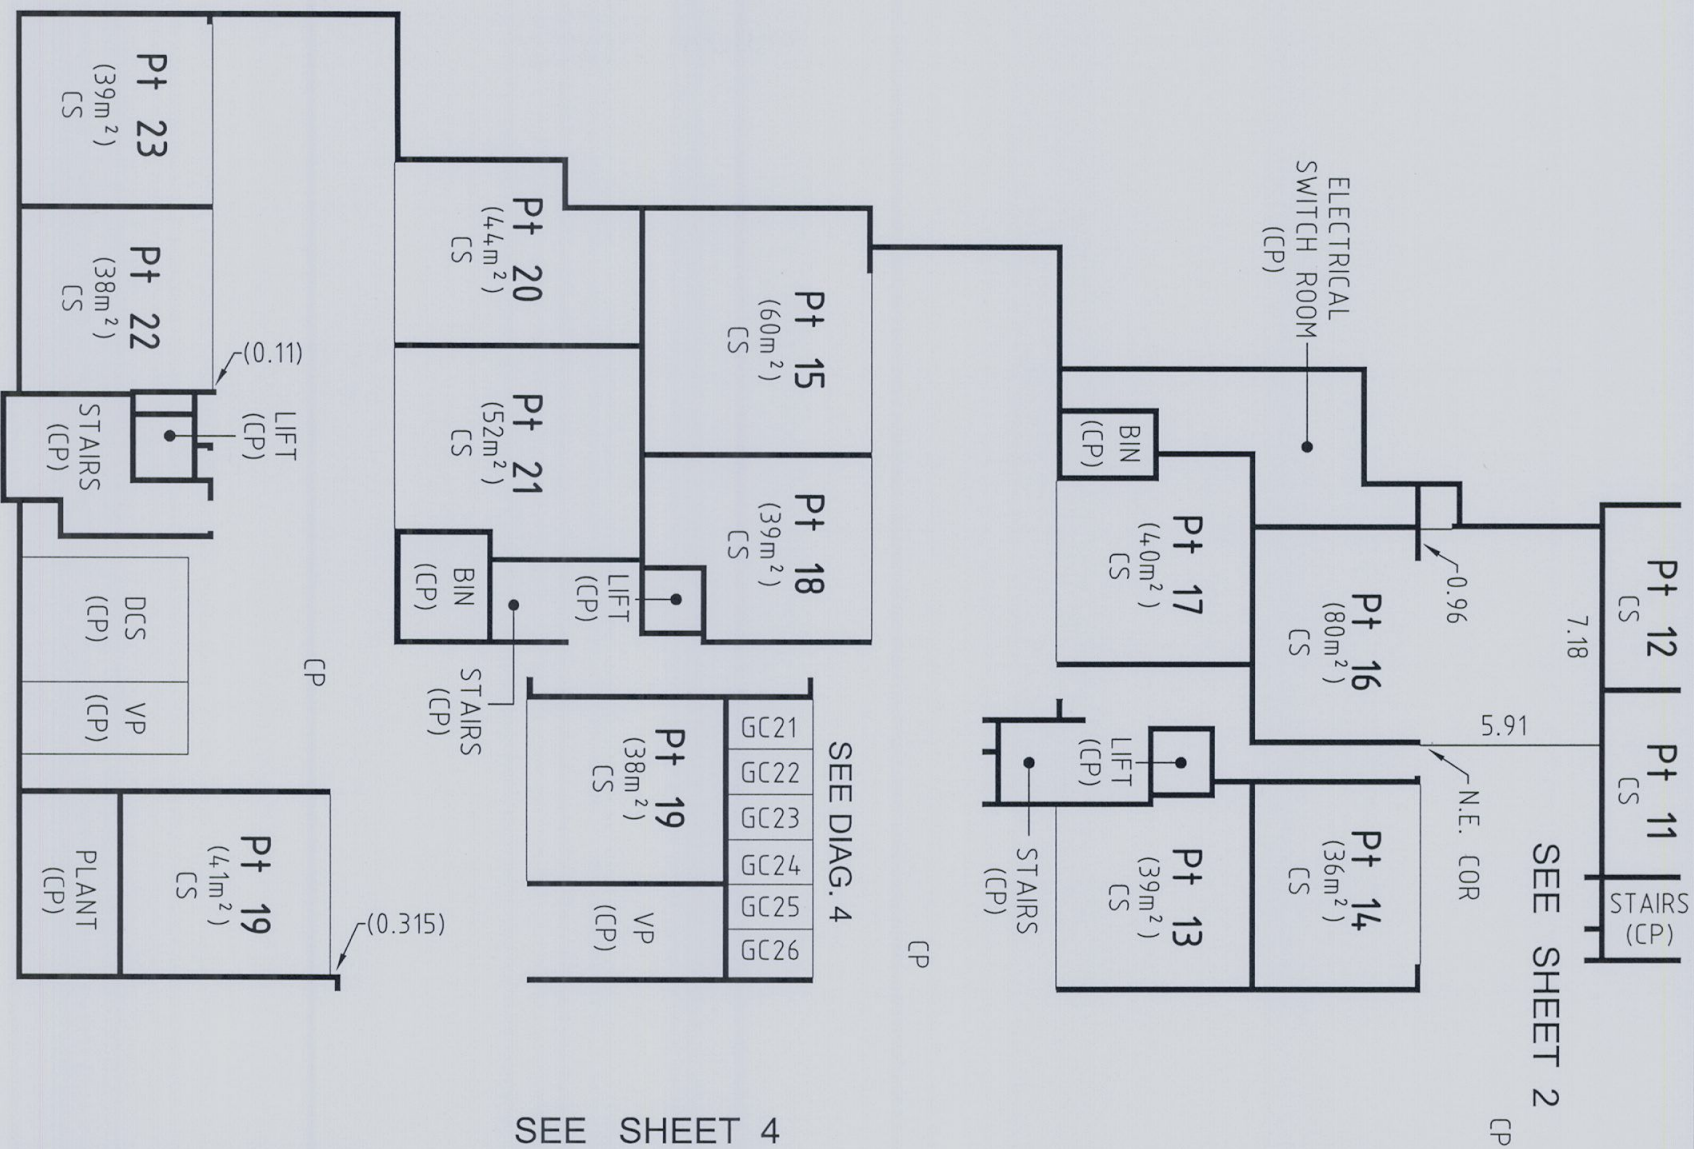 Pt 23
(39m²)
CS
Pt 22
(38m²)
CS
(0.11)
LIFT
(CP)
STAIRS
(CP)
DCS
(CP)
VP
(CP)
CP
PLANT
(CP)
Pt 19
(41m²)
CS
(0.315)
Pt 20
(44m²)
CS
Pt 21
(52m²)
CS
BIN
(CP)
STAIRS
(CP)
LIFT
(CP)
Pt 15
(60m²)
CS
Pt 18
(39m²)
CS
Pt 19
(38m²)
CS
VP
(CP)
GC21
GC22
GC23
GC24
GC25
GC26
SEE DIAG. 4
CP
ELECTRICAL
SWITCH ROOM
(CP)
BIN
(CP)
Pt 17
(40m²)
CS
Pt 16
(80m²)
CS
0.96
7.18
5.91
N.E. COR
LIFT
(CP)
STAIRS
(CP)
Pt 13
(39m²)
CS
Pt 14
(36m²)
CS
Pt 12
CS
Pt 11
CS
STAIRS
(CP)
SEE SHEET 2
CP
SEE SHEET 4